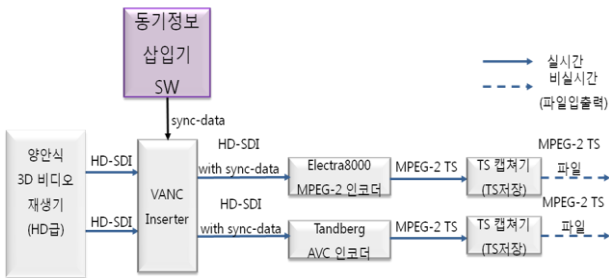 동기정보
삽입기
SW
sync-data
실시간
비실시간
(파일입출력)
양안식
3D 비디오
재생기
(HD급)
HD-SDI
HD-SDI
VANC
Inserter
HD-SDI
with sync-data
HD-SDI
with sync-data
Electra8000
MPEG-2 인코더
Tandberg
AVC 인코더
MPEG-2 TS
MPEG-2 TS
TS 캡쳐기
(TS저장)
TS 캡쳐기
(TS저장)
MPEG-2 TS
파일
MPEG-2 TS
파일